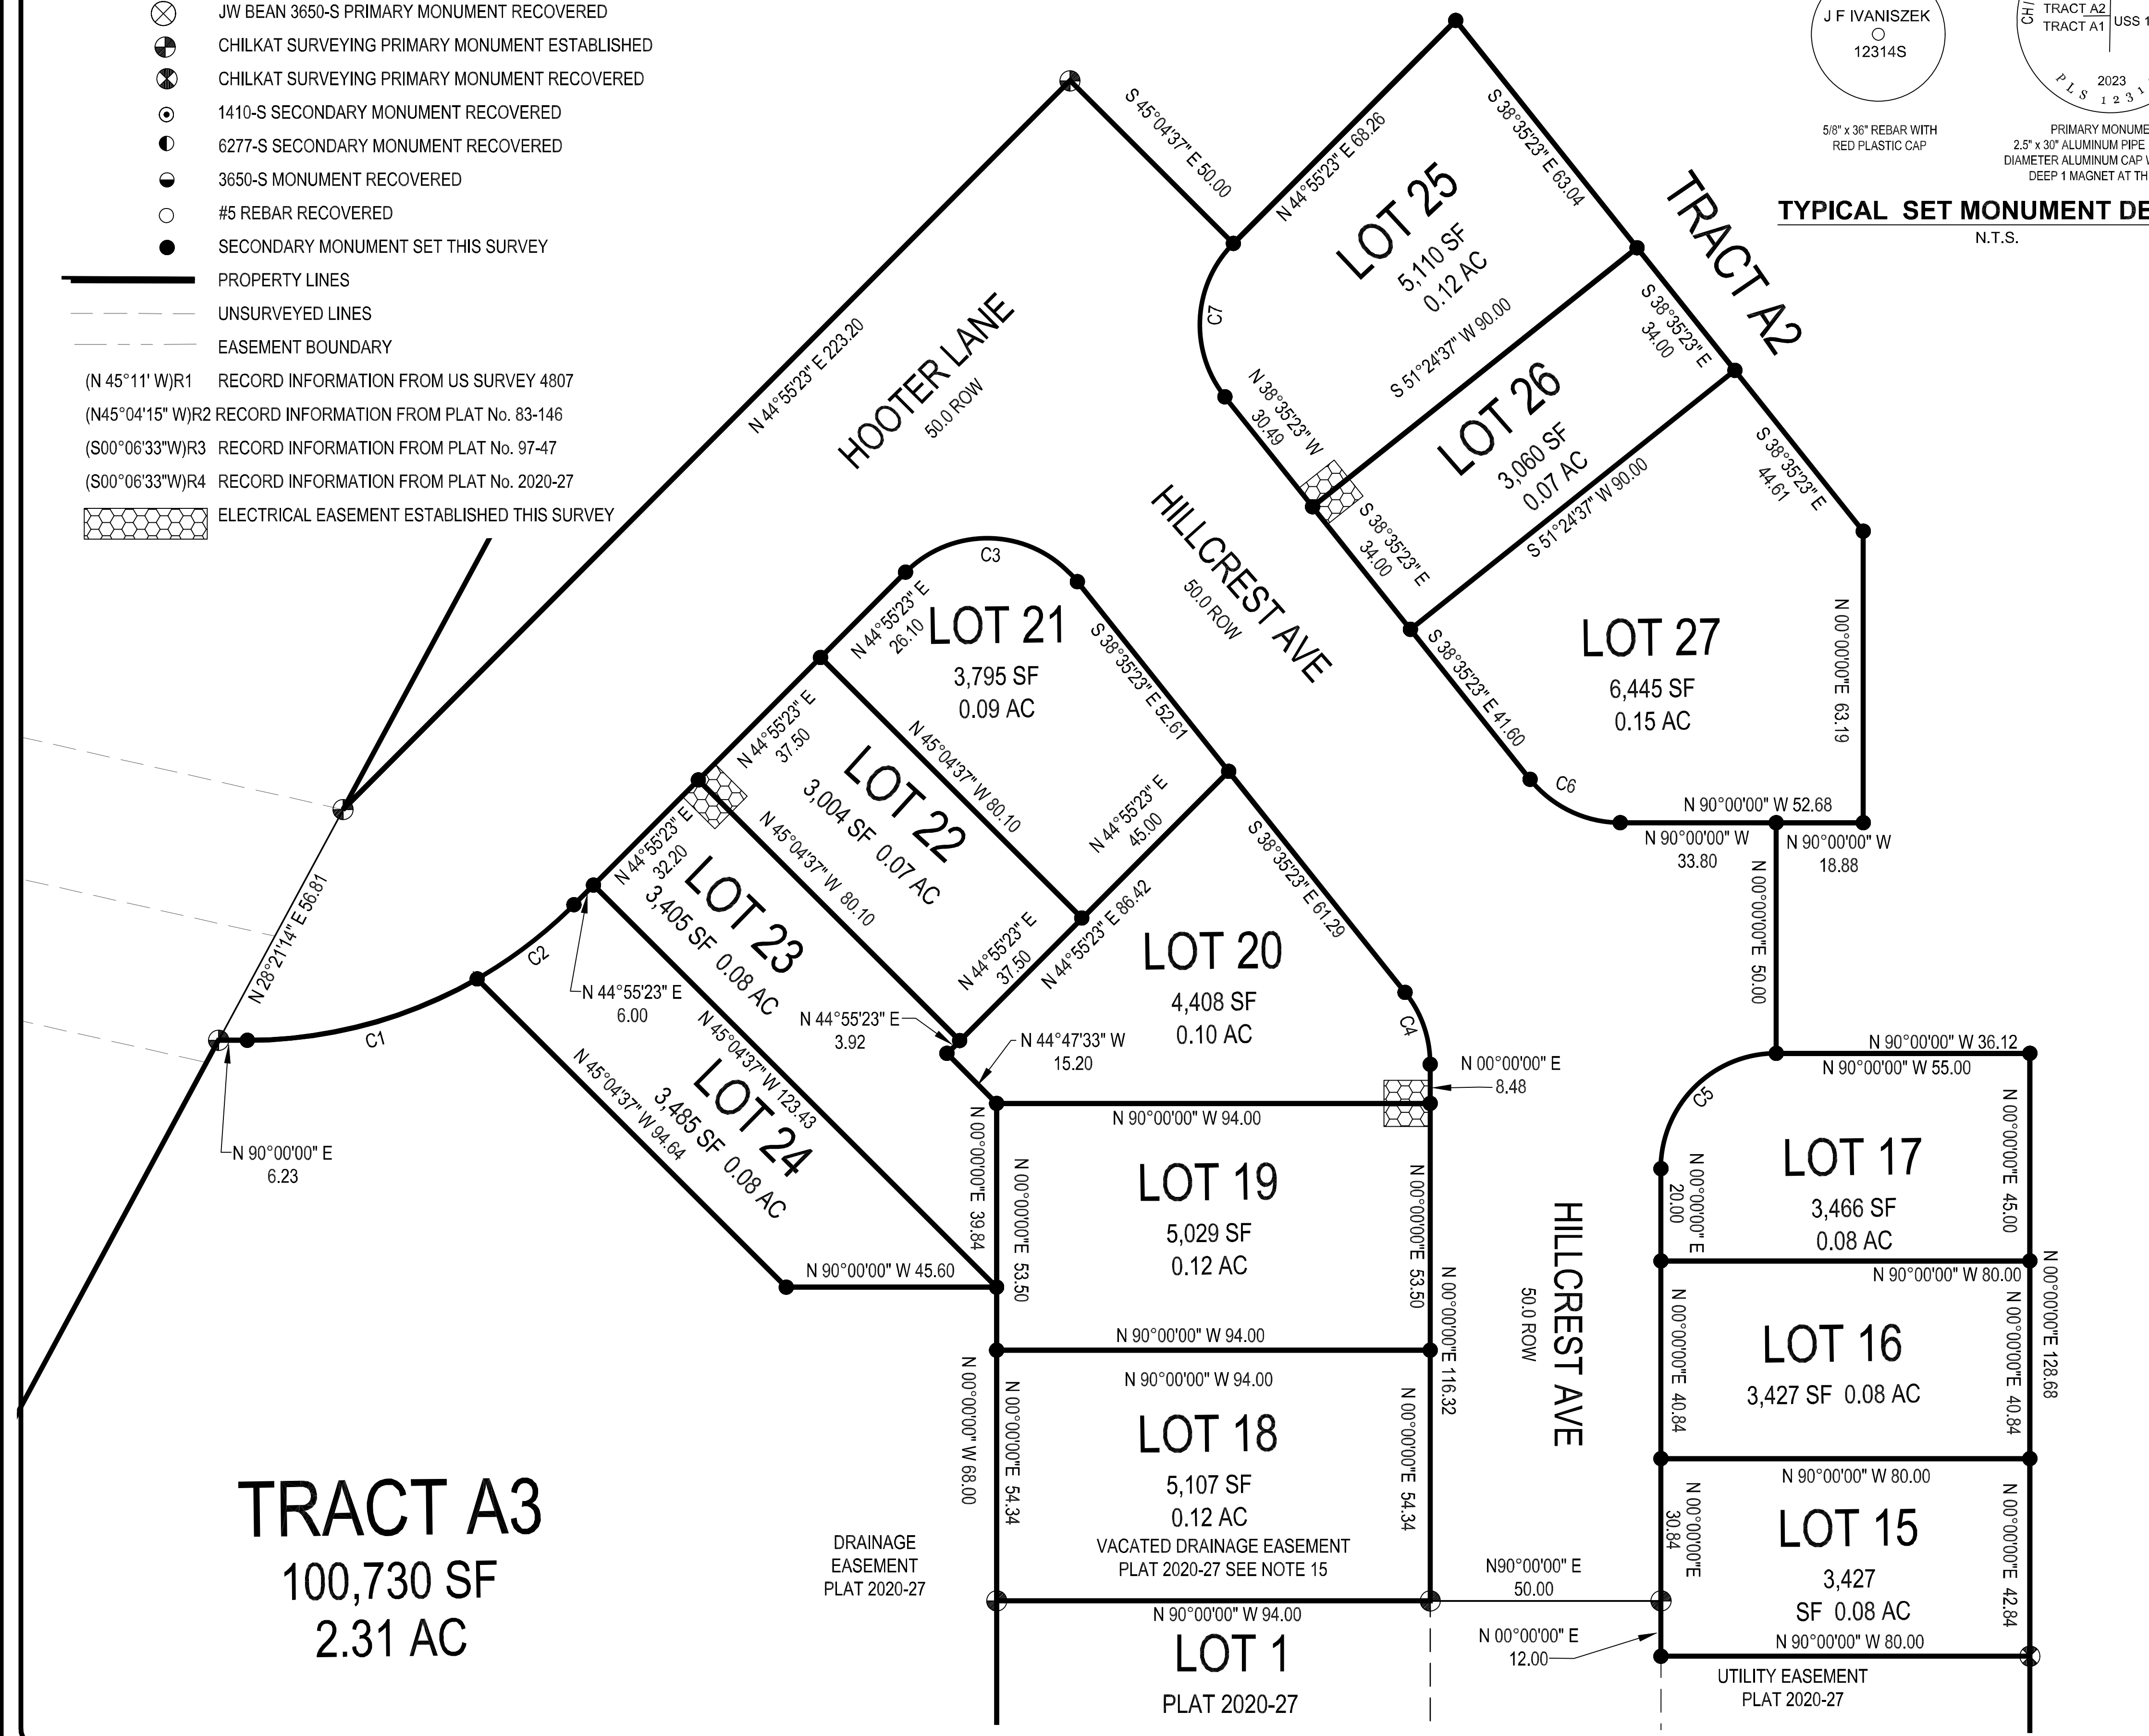 JW BEAN 3650-S PRIMARY MONUMENT RECOVERED
CHILKAT SURVEYING PRIMARY MONUMENT ESTABLISHED
CHILKAT SURVEYING PRIMARY MONUMENT RECOVERED
1410-S SECONDARY MONUMENT RECOVERED
6277-S SECONDARY MONUMENT RECOVERED
3650-S MONUMENT RECOVERED
#5 REBAR RECOVERED
SECONDARY MONUMENT SET THIS SURVEY
PROPERTY LINES
UNSURVEYED LINES
EASEMENT BOUNDARY
(N 45°11' W)R1 RECORD INFORMATION FROM US SURVEY 4807
(N45°04'15" W)R2 RECORD INFORMATION FROM PLAT No. 83-146
(S00°06'33"W)R3 RECORD INFORMATION FROM PLAT No. 97-47
(S00°06'33"W)R4 RECORD INFORMATION FROM PLAT No. 2020-27
ELECTRICAL EASEMENT ESTABLISHED THIS SURVEY
J F IVANISZEK
12314S
5/8" x 36" REBAR WITH
RED PLASTIC CAP
TRACT A2
TRACT A1
USS 1
2023
PLS 1231
PRIMARY MONUME
2.5" x 30" ALUMINUM PIPE
DIAMETER ALUMINUM CAP
DEEP 1 MAGNET AT TH
TYPICAL SET MONUMENT DE
N.T.S.
S 45°04'37" E 50.00
N 44°55'23" E 68.26
S 38°35'23" E 63.04
TRACT A2
LOT 25
5,110 SF
0.12 AC
C7
N 38°35'23" W
30.49
S 51°24'37" W 90.00
S 38°35'23" E
34.00
LOT 26
3,060 SF
0.07 AC
S 38°35'23" E
34.00
S 51°24'37" W 90.00
S 38°35'23" E
44.61
N 44°55'23" E 223.20
HOOTER LANE
50.0 ROW
HILLCREST AVE
50.0 ROW
LOT 27
6,445 SF
0.15 AC
N 00°00'00"E 63.19
S 38°35'23" E 41.60
C6
N 90°00'00" W 52.68
N 90°00'00" W
33.80
N 90°00'00" W
18.88
N 00°00'00"E 50.00
C3
N 44°55'23" E
26.10
LOT 21
3,795 SF
0.09 AC
S 38°35'23" E 52.61
N 44°55'23" E
37.50
N 45°04'37" W 80.10
N 44°55'23" E
45.00
LOT 22
3,004 SF 0.07 AC
N 45°04'37" W 80.10
N 44°55'23" E
37.50
N 44°55'23" E 86.42
N 44°55'23" E
32.20
LOT 23
3,405 SF 0.08 AC
N 44°55'23" E
3.92
N 44°47'33" W
15.20
LOT 20
4,408 SF
0.10 AC
S 38°35'23" E 61.29
C4
N 00°00'00" E
8.48
N 28°21'14" E 56.81
C1
C2
N 44°55'23" E
6.00
N 90°00'00" E
6.23
N 45°04'37" W 123.43
LOT 24
3,485 SF 0.08 AC
N 45°04'37" W 94.64
N 90°00'00" W 45.60
N 00°00'00"E 39.84
N 00°00'00"E 53.50
N 90°00'00" W 94.00
LOT 19
5,029 SF
0.12 AC
N 00°00'00"E 53.50
N 90°00'00" W 94.00
N 00°00'00"E 116.32
N 90°00'00" W 94.00
N 00°00'00" W 68.00
N 00°00'00"E 54.34
LOT 18
5,107 SF
0.12 AC
N 00°00'00"E 54.34
VACATED DRAINAGE EASEMENT
PLAT 2020-27 SEE NOTE 15
N 90°00'00" W 94.00
LOT 1
PLAT 2020-27
DRAINAGE
EASEMENT
PLAT 2020-27
TRACT A3
100,730 SF
2.31 AC
HILLCREST AVE
50.0 ROW
N90°00'00" E
50.00
N 00°00'00" E
12.00
N 90°00'00" W 36.12
N 90°00'00" W 55.00
C5
N 00°00'00" E
20.00
LOT 17
3,466 SF
0.08 AC
N 00°00'00"E 45.00
N 90°00'00" W 80.00
N 00°00'00"E 128.68
N 00°00'00"E 40.84
LOT 16
3,427 SF 0.08 AC
N 00°00'00"E 40.84
N 90°00'00" W 80.00
N 00°00'00"E
30.84
LOT 15
3,427
SF 0.08 AC
N 00°00'00"E 42.84
N 90°00'00" W 80.00
UTILITY EASEMENT
PLAT 2020-27